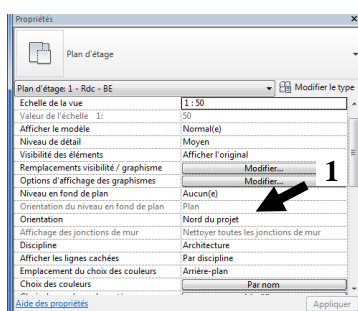 Propriétés
Plan d'étage
Plan d'étage: 1 - Rdc - BE
Modifier le type
Echelle de la vue 1 : 50
Valeur de l'échelle 1: 50
Afficher le modèle Normal(e)
Niveau de détail Moyen
Visibilité des éléments Afficher l'original
Remplacements visibilité / graphisme Modifier...
Options d'affichage des graphismes Modifier...
1
Niveau en fond de plan Aucun(e)
Orientation du niveau en fond de plan Plan
Orientation Nord du projet
Affichage des jonctions de mur Nettoyer toutes les jonctions de mur
Discipline Architecture
Afficher les lignes cachées Par discipline
Emplacement du choix des couleurs Arrière-plan
Choix des couleurs Par nom
Aide des propriétés
Appliquer